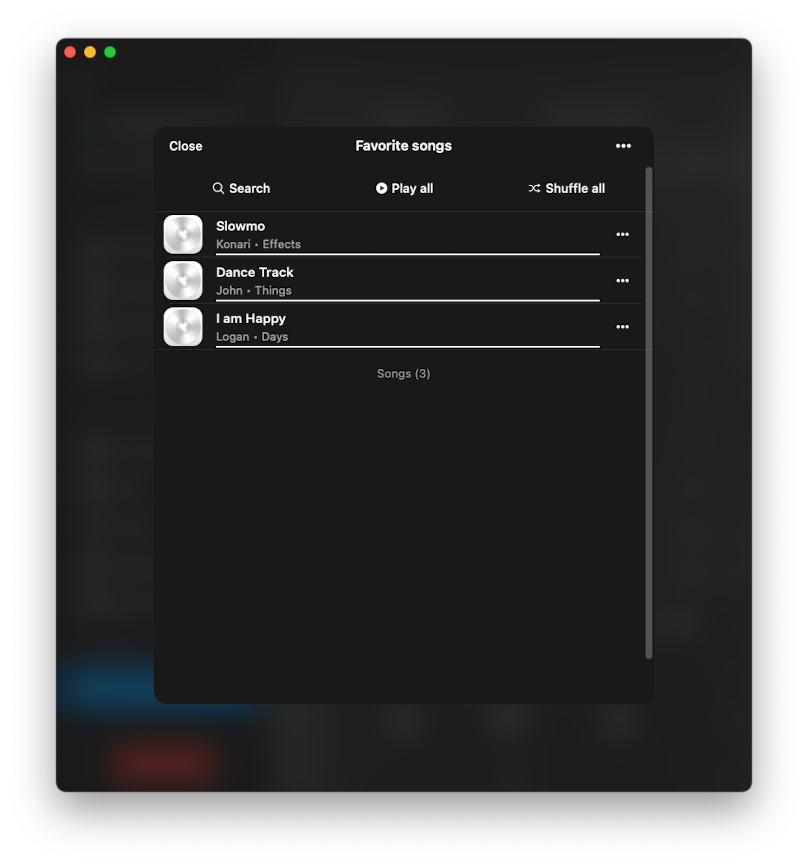 Close
Favorite songs
Search
Play all
Shuffle all
Slowmo
Konari • Effects
Dance Track
John • Things
I am Happy
Logan • Days
Songs (3)